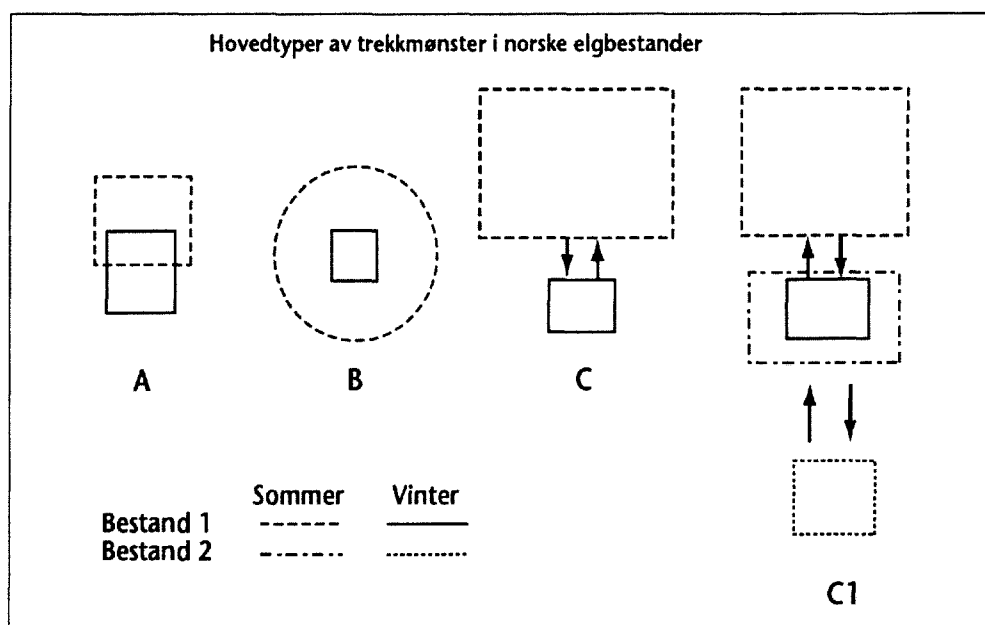 Hovedtyper av trekkmønster i norske elgbestander
A
B
C
Sommer Vinter
Bestand 1
Bestand 2
C1